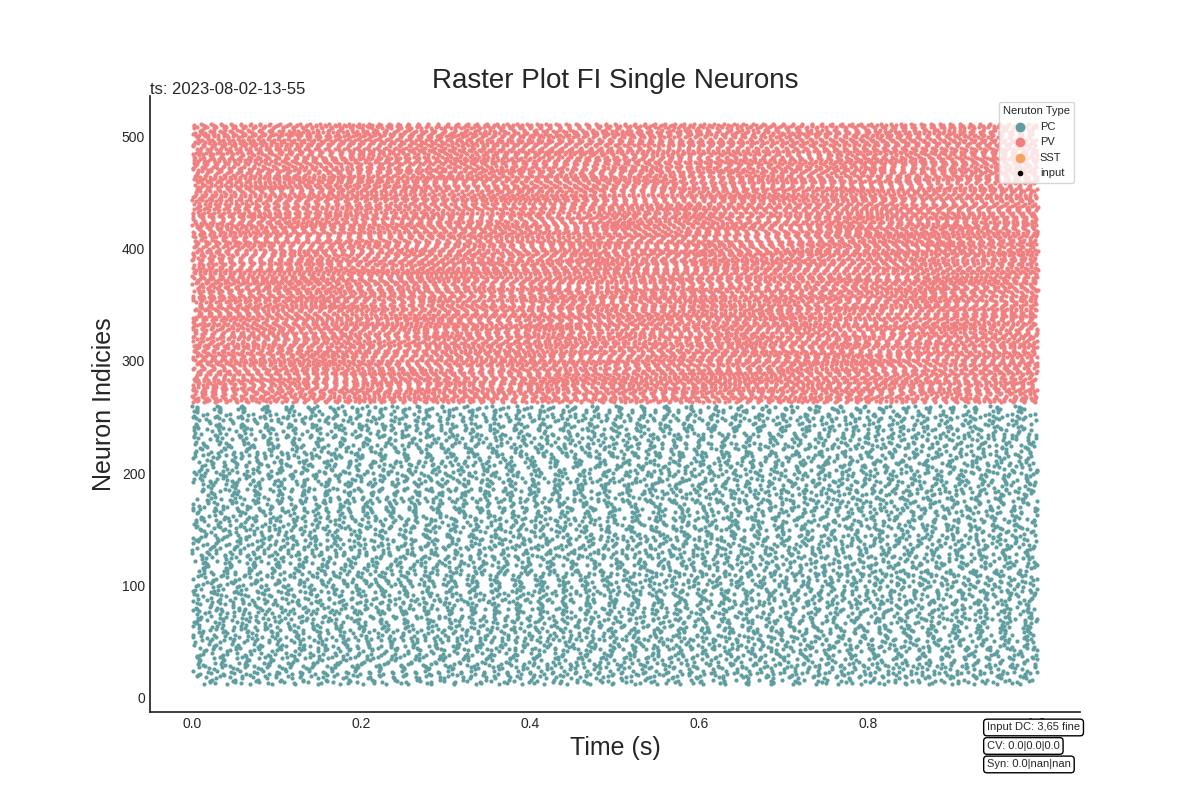 Raster Plot FI Single Neurons
ts: 2023-08-02-13-55
Neruton Type
PC
PV
SST
input
500
400
300
200
100
0
Neuron Indicies
0.0
0.2
0.4
0.6
0.8
Time (s)
Input DC: 3,65 fine
CV: 0.0|0.0|0.0
Syn: 0.0|nan|nan